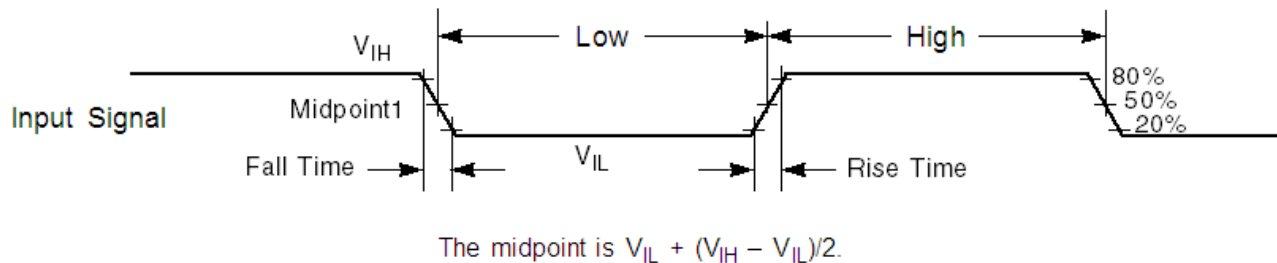 Low
High
V_IH
80%
Input Signal
Midpoint1
50%
20%
Fall Time
V_IL
Rise Time
The midpoint is V_IL + (V_IH – V_IL)/2.